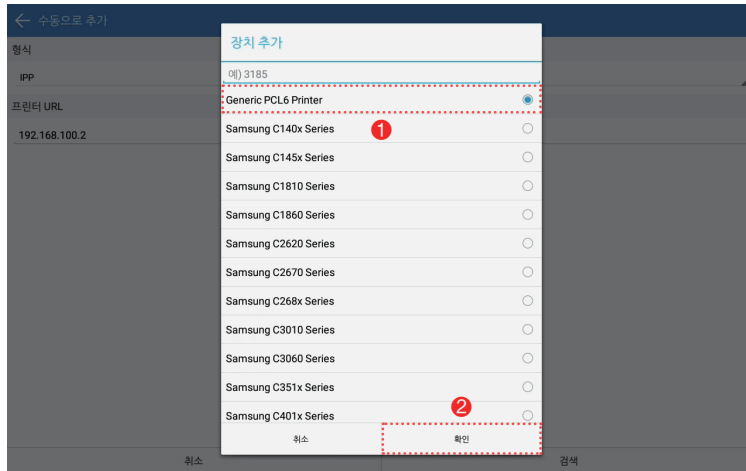 수동으로 추가
형식
IPP
프린터 URL
192.168.100.2
장치 추가
예) 3185
Generic PCL6 Printer
1
Samsung C140x Series
Samsung C145x Series
Samsung C1810 Series
Samsung C1860 Series
Samsung C2620 Series
Samsung C2670 Series
Samsung C268x Series
Samsung C3010 Series
Samsung C3060 Series
Samsung C351x Series
Samsung C401x Series
2
취소 확인
취소 검색